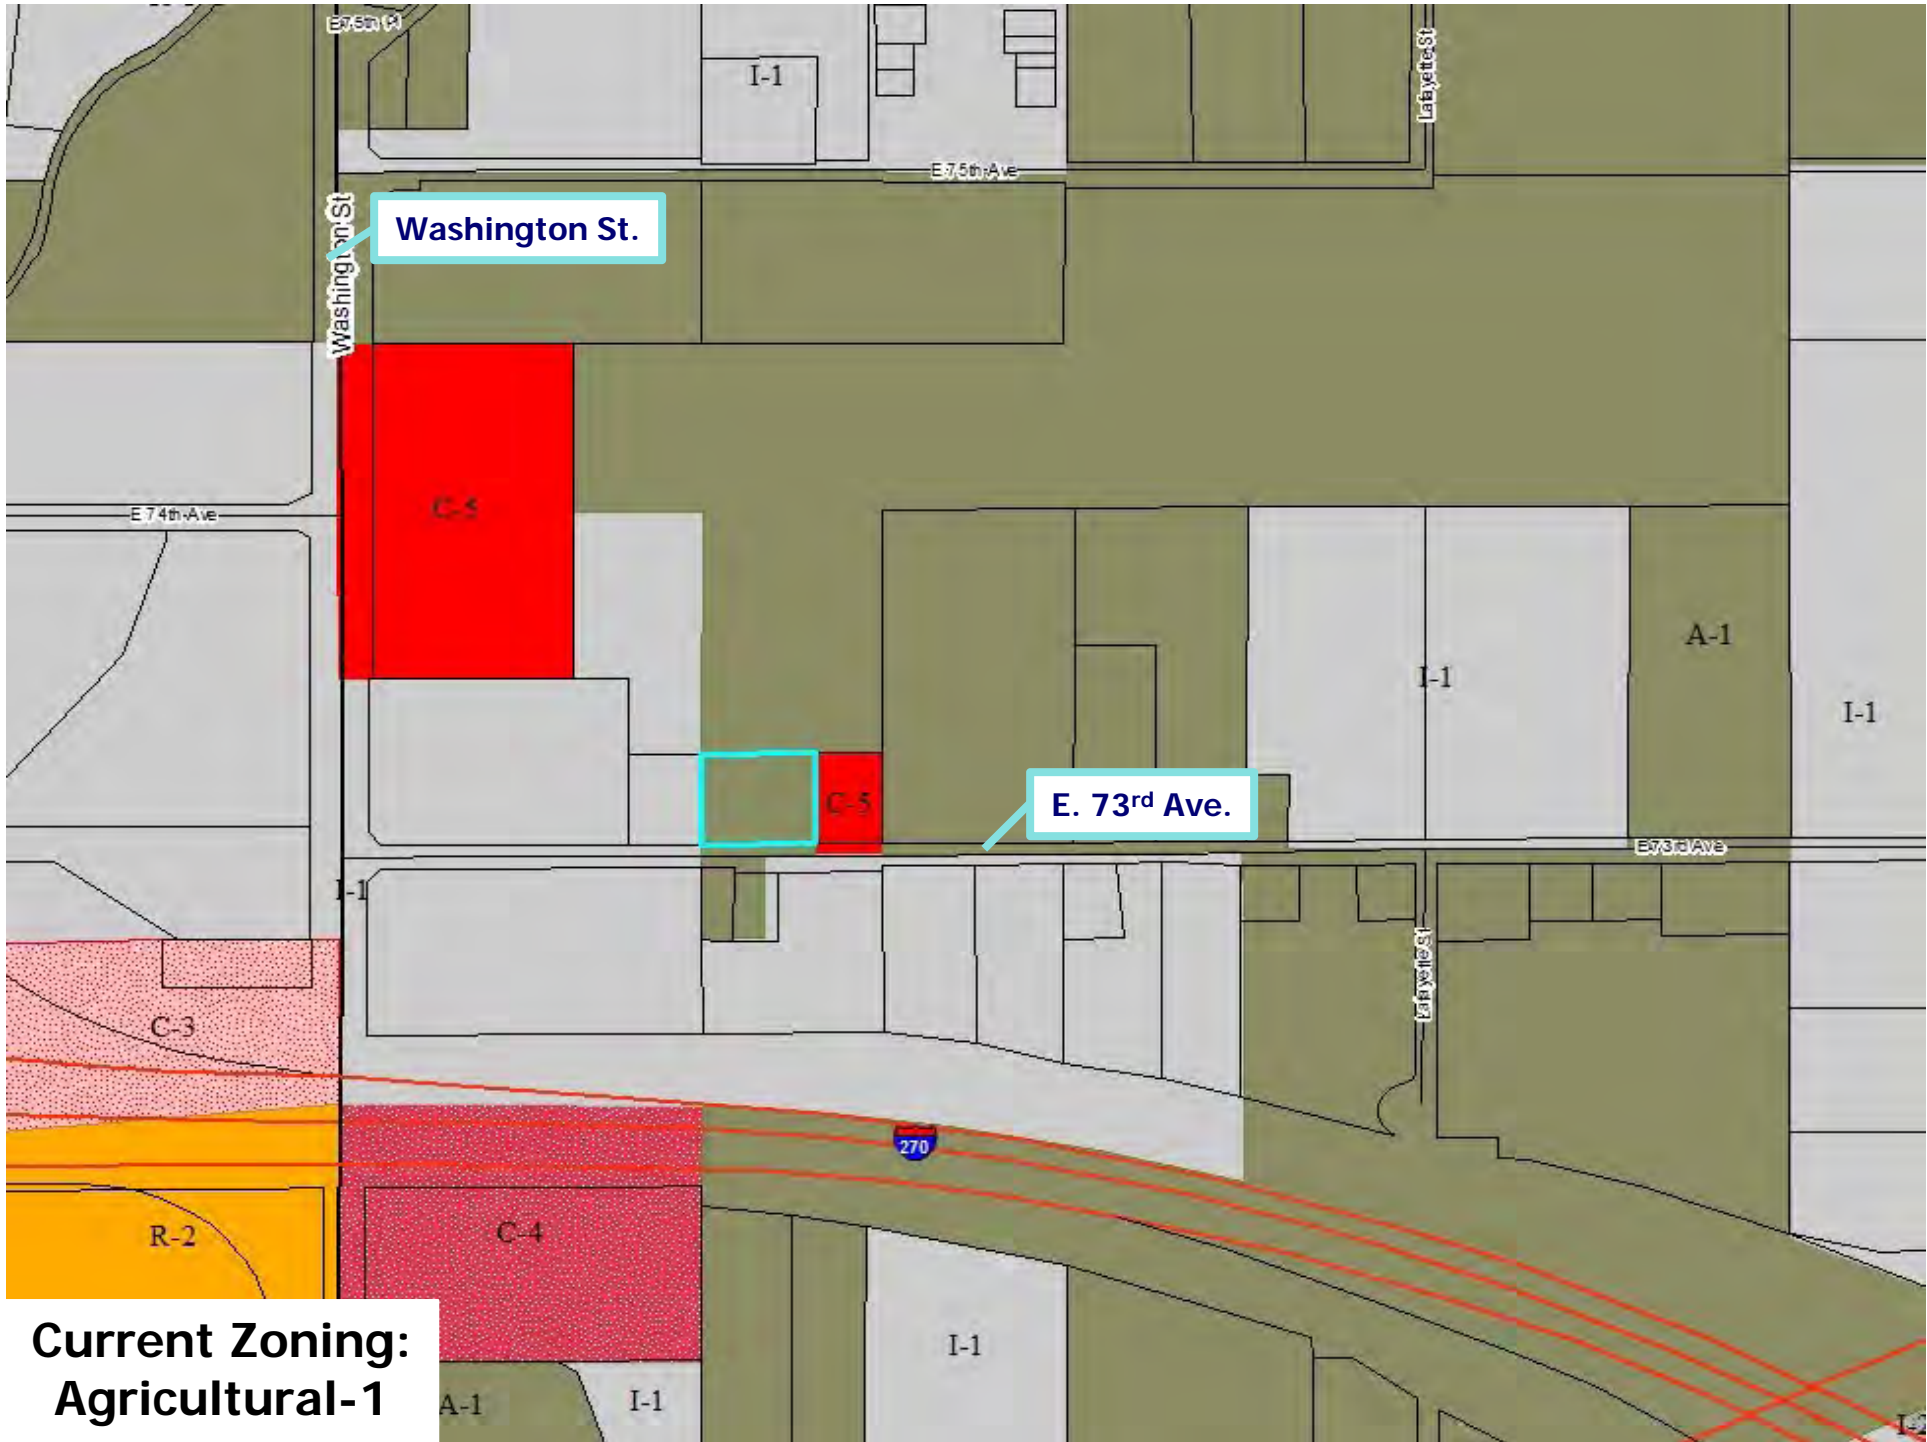 E 75th Pl
I-1
Lafayette St
E 75th Ave
Washington St
Washington St.
C-5
E 74th Ave
A-1
I-1
I-1
C-5
E. 73rd Ave.
E 73rd Ave
I-1
Lafayette St
C-3
270
R-2
C-4
I-1
Current Zoning:
Agricultural-1
A-1
I-1